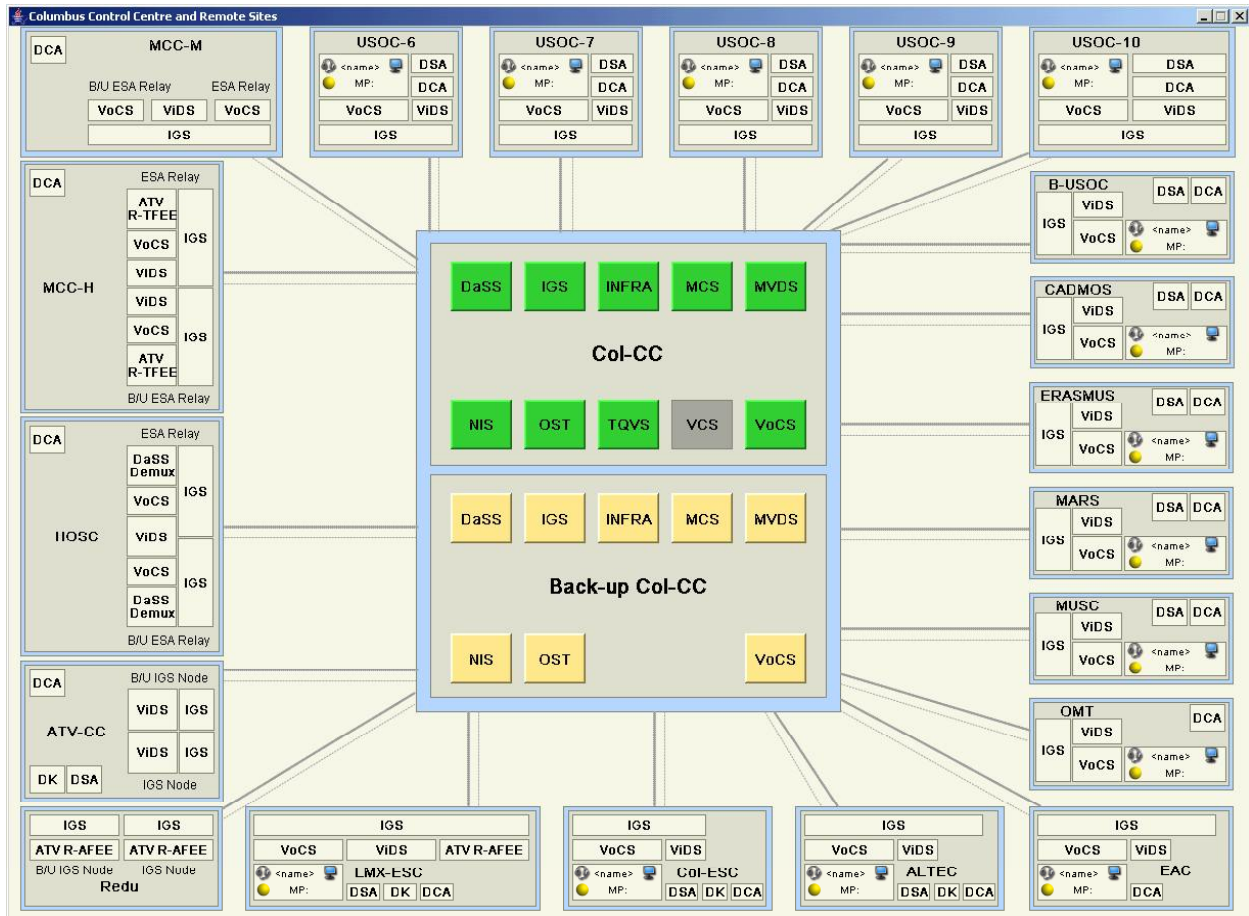 Columbus Control Centre and Remote Sites
DCA
MCC-M
B/U ESA Relay
ESA Relay
VoCS
ViDS
VoCS
IGS
USOC-6
<name>
MP:
DSA
DCA
VoCS
ViDS
IGS
USOC-7
<name>
MP:
DSA
DCA
VoCS
ViDS
IGS
USOC-8
<name>
MP:
DSA
DCA
VoCS
ViDS
IGS
USOC-9
<name>
MP:
DSA
DCA
VoCS
ViDS
IGS
USOC-10
<name>
MP:
DSA
DCA
VoCS
ViDS
IGS
DCA
MCC-H
ESA Relay
ATV
R-TFEE
VoCS
ViDS
IGS
ViDS
VoCS
ATV
R-TFEE
IGS
B/U ESA Relay
DCA
HOSC
ESA Relay
DaSS
Demux
VoCS
IGS
ViDS
VoCS
DaSS
Demux
IGS
B/U ESA Relay
DCA
ATV-CC
DK
DSA
B/U IGS Node
ViDS
IGS
ViDS
IGS
IGS Node
DaSS
IGS
INFRA
MCS
MVDS
Col-CC
NIS
OST
TQVS
VCS
VoCS
DaSS
IGS
INFRA
MCS
MVDS
Back-up Col-CC
NIS
OST
VoCS
B-USOC
DSA
DCA
IGS
ViDS
VoCS
<name>
MP:
CADMOS
DSA
DCA
IGS
ViDS
VoCS
<name>
MP:
ERASMUS
DSA
DCA
IGS
ViDS
VoCS
<name>
MP:
MARS
DSA
DCA
IGS
ViDS
VoCS
<name>
MP:
MUSC
DSA
DCA
IGS
ViDS
VoCS
<name>
MP:
OMT
DCA
IGS
ViDS
VoCS
<name>
MP:
IGS
IGS
ATV R-AFEE
ATV R-AFEE
B/U IGS Node
IGS Node
Redu
IGS
VoCS
ViDS
ATV R-AFEE
<name>
MP:
LMX-ESC
DSA
DK
DCA
IGS
VoCS
ViDS
<name>
MP:
Col-ESC
DSA
DK
DCA
IGS
VoCS
ViDS
<name>
MP:
ALTEC
DSA
DK
DCA
IGS
VoCS
ViDS
<name>
MP:
EAC
DCA